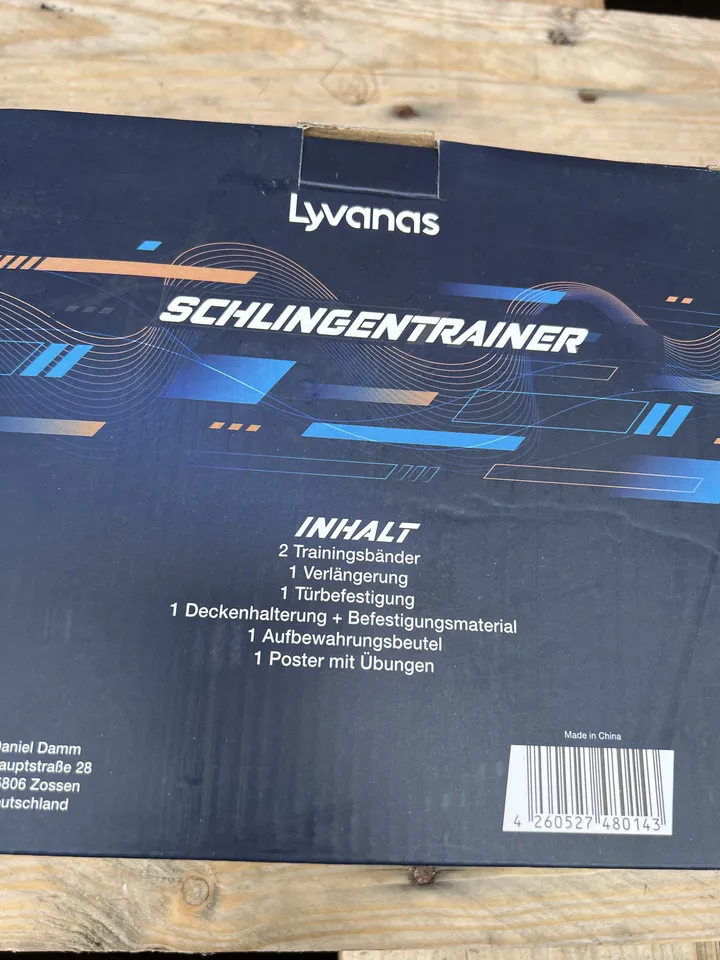 Lyvanas
SCHLINGENTRAINER
INHALT
2 Trainingsbänder
1 Verlängerung
1 Türbefestigung
1 Deckenhalterung + Befestigungsmaterial
1 Aufbewahrungsbeutel
1 Poster mit Übungen
Damm
28
Zossen
Made in China
4 260527 480143